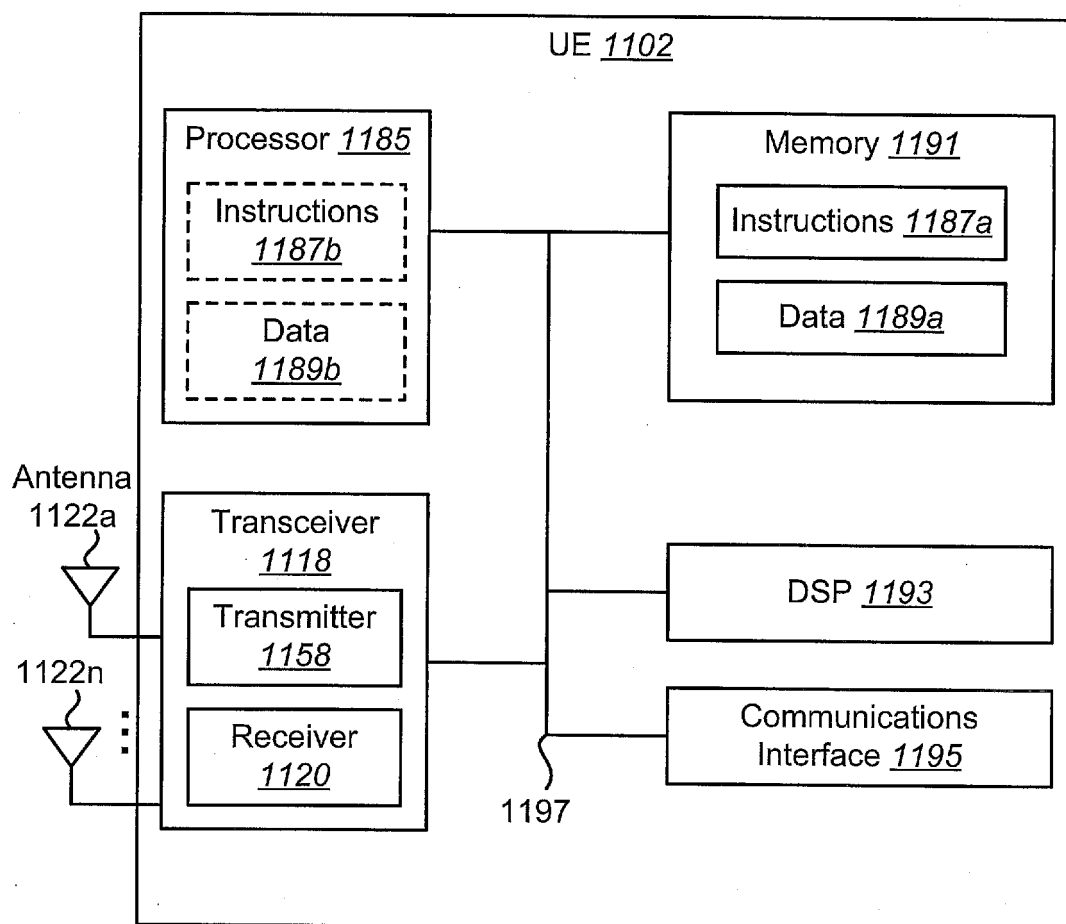 UE 1102
Processor 1185
Instructions
1187b
Data
1189b
Memory 1191
Instructions 1187a
Data 1189a
Antenna
1122a
1122n
Transceiver
1118
Transmitter
1158
Receiver
1120
DSP 1193
Communications
Interface 1195
1197